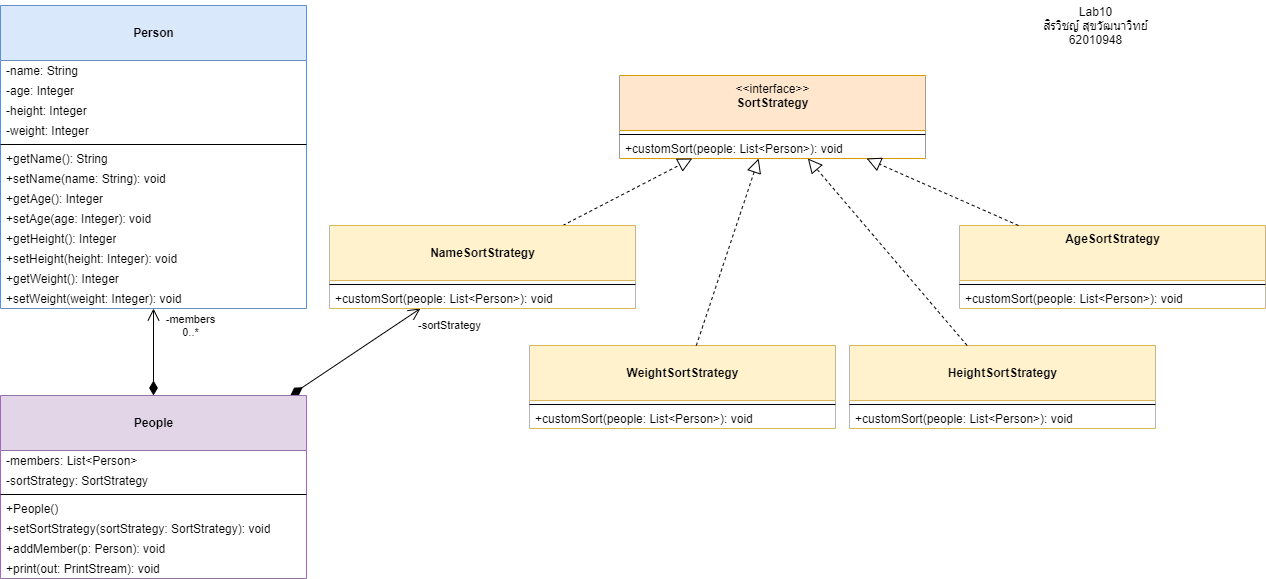 Lab10
สิรวิชญ์ สุขวัฒนาวิทย์
62010948
Person
-name: String
-age: Integer
-height: Integer
-weight: Integer
+getName(): String
+setName(name: String): void
+getAge(): Integer
+setAge(age: Integer): void
+getHeight(): Integer
+setHeight(height: Integer): void
+getWeight(): Integer
+setWeight(weight: Integer): void
<<interface>>
SortStrategy
+customSort(people: List<Person>): void
NameSortStrategy
+customSort(people: List<Person>): void
AgeSortStrategy
+customSort(people: List<Person>): void
-members
0..*
-sortStrategy
WeightSortStrategy
+customSort(people: List<Person>): void
HeightSortStrategy
+customSort(people: List<Person>): void
People
-members: List<Person>
-sortStrategy: SortStrategy
+People()
+setSortStrategy(sortStrategy: SortStrategy): void
+addMember(p: Person): void
+print(out: PrintStream): void